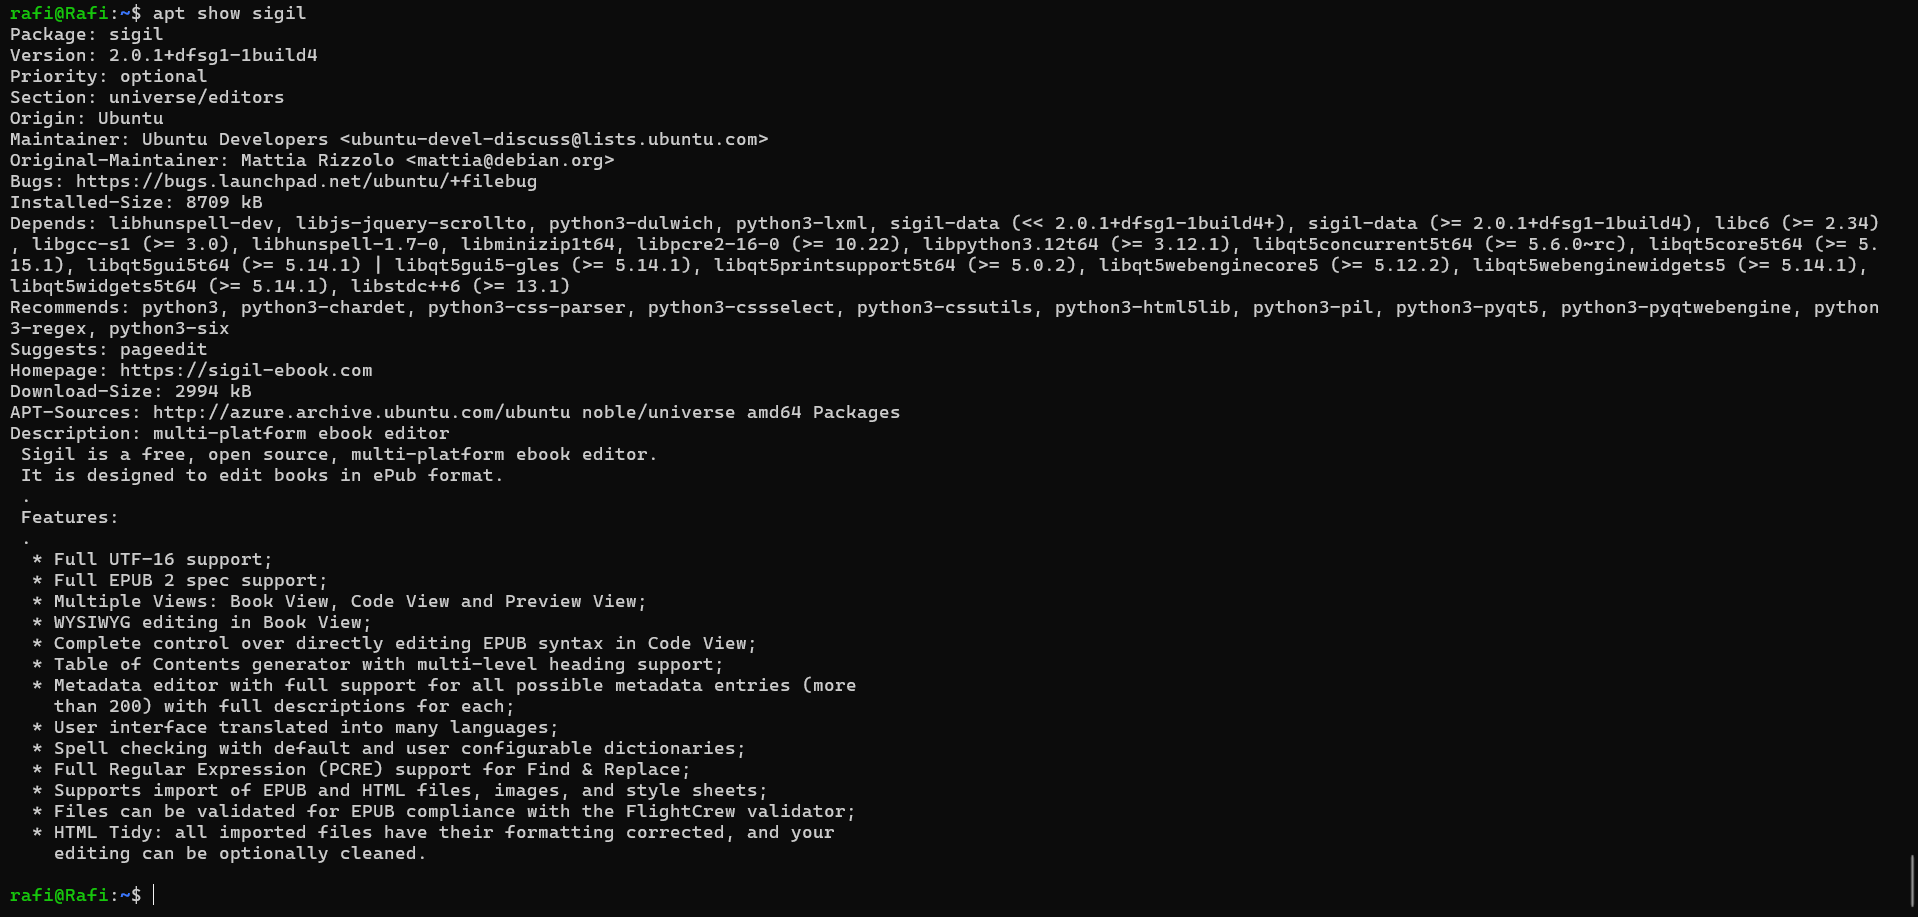 rafi@Rafi:~$ apt show sigil
Package: sigil
Version: 2.0.1+dfsg1-1build4
Priority: optional
Section: universe/editors
Origin: Ubuntu
Maintainer: Ubuntu Developers <ubuntu-devel-discuss@lists.ubuntu.com>
Original-Maintainer: Mattia Rizzolo <mattia@debian.org>
Bugs: https://bugs.launchpad.net/ubuntu/+filebug
Installed-Size: 8709 kB
Depends: libhunspell-dev, libjs-jquery-scrollto, python3-dulwich, python3-lxml, sigil-data (<< 2.0.1+dfsg1-1build4+), sigil-data (>= 2.0.1+dfsg1-1build4), libc6 (>= 2.34)
, libgcc-s1 (>= 3.0), libhunspell-1.7-0, libminizip1t64, libpcre2-16-0 (>= 10.22), libpython3.12t64 (>= 3.12.1), libqt5concurrent5t64 (>= 5.6.0~rc), libqt5core5t64 (>= 5.
15.1), libqt5gui5t64 (>= 5.14.1) | libqt5gui5-gles (>= 5.14.1), libqt5printsupport5t64 (>= 5.0.2), libqt5webenginecore5 (>= 5.12.2), libqt5webenginewidgets5 (>= 5.14.1),
libqt5widgets5t64 (>= 5.14.1), libstdc++6 (>= 13.1)
Recommends: python3, python3-chardet, python3-css-parser, python3-cssselect, python3-cssutils, python3-html5lib, python3-pil, python3-pyqt5, python3-pyqtwebengine, python
3-regex, python3-six
Suggests: pageedit
Homepage: https://sigil-ebook.com
Download-Size: 2994 kB
APT-Sources: http://azure.archive.ubuntu.com/ubuntu noble/universe amd64 Packages
Description: multi-platform ebook editor
 Sigil is a free, open source, multi-platform ebook editor.
 It is designed to edit books in ePub format.
 .
 Features:
 .
  * Full UTF-16 support;
  * Full EPUB 2 spec support;
  * Multiple Views: Book View, Code View and Preview View;
  * WYSIWYG editing in Book View;
  * Complete control over directly editing EPUB syntax in Code View;
  * Table of Contents generator with multi-level heading support;
  * Metadata editor with full support for all possible metadata entries (more
    than 200) with full descriptions for each;
  * User interface translated into many languages;
  * Spell checking with default and user configurable dictionaries;
  * Full Regular Expression (PCRE) support for Find & Replace;
  * Supports import of EPUB and HTML files, images, and style sheets;
  * Files can be validated for EPUB compliance with the FlightCrew validator;
  * HTML Tidy: all imported files have their formatting corrected, and your
    editing can be optionally cleaned.

rafi@Rafi:~$